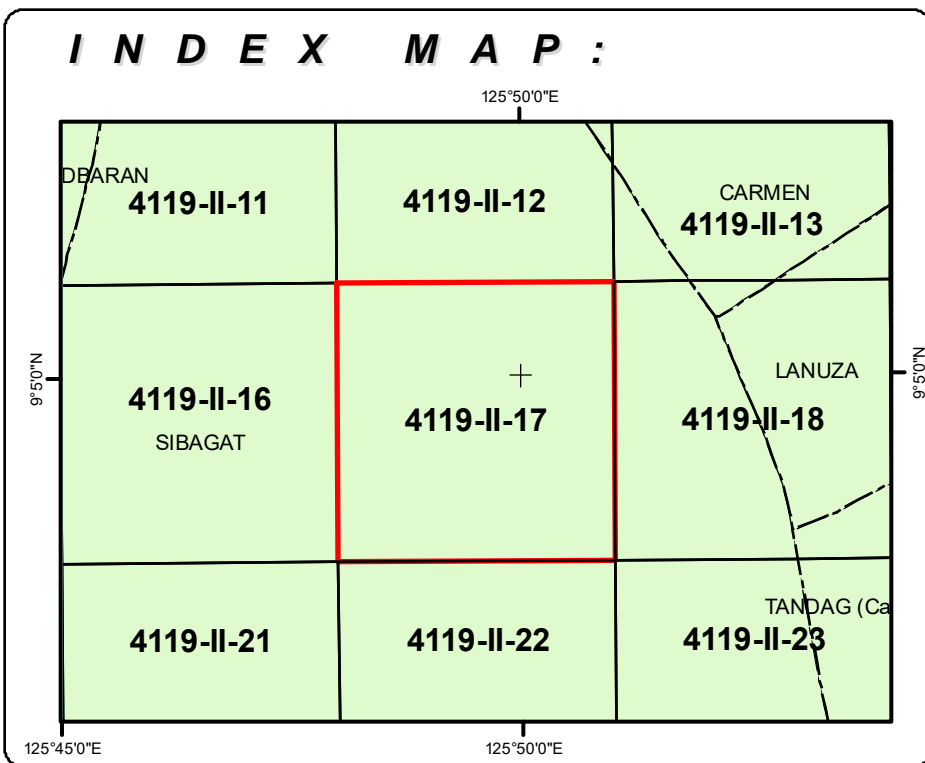 INDEX MAP:
125°50'0"E
DBARAN
4119-II-11
4119-II-12
CARMEN
4119-II-13
9°5'0"N
4119-II-16
SIBAGAT
4119-II-17
LANUZA
4119-II-18
9°5'0"N
4119-II-21
4119-II-22
TANDAG (Ca
4119-II-23
125°45'0"E
125°50'0"E